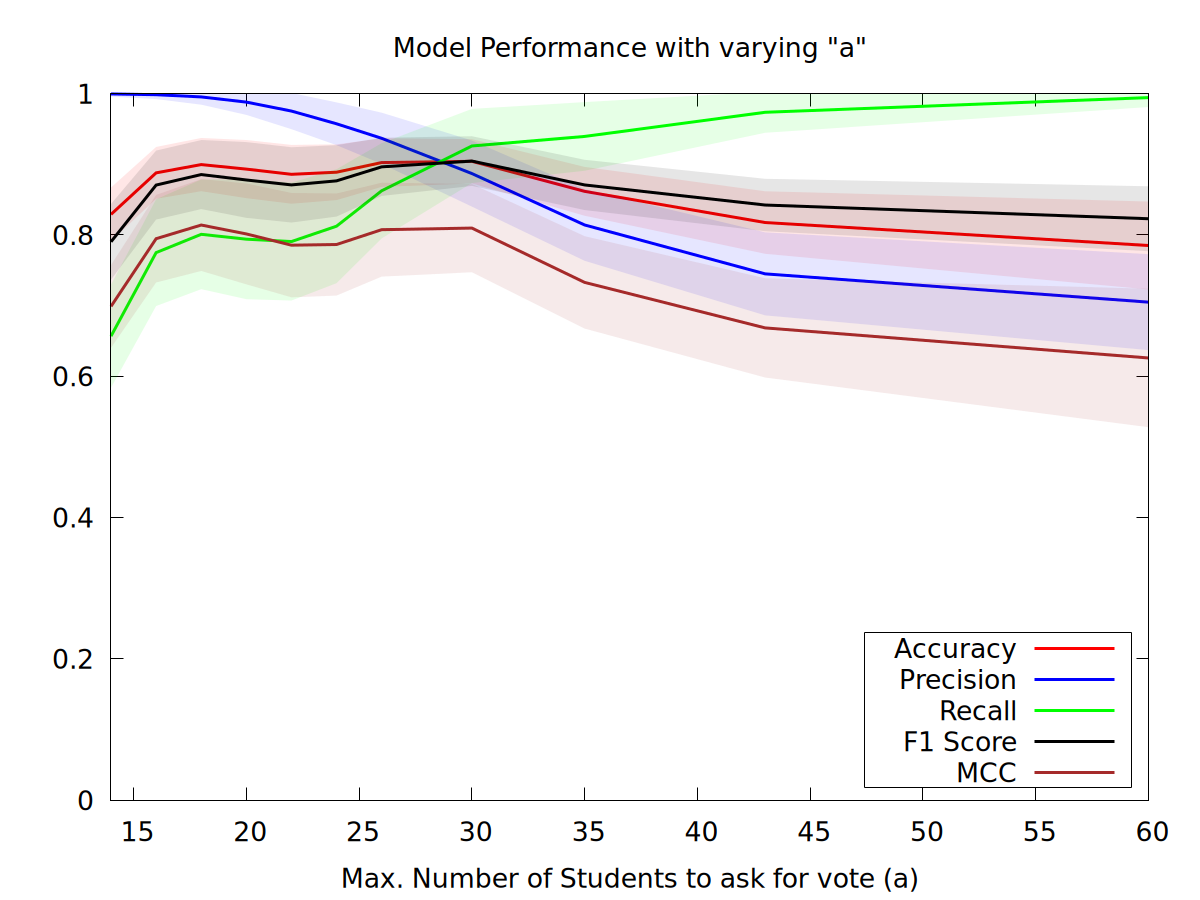 Model Performance with varying "a"
1
0.8
0.6
0.4
0.2
0
Accuracy
Precision
Recall
F1 Score
MCC
15 20 25 30 35 40 45 50 55 60
Max. Number of Students to ask for vote (a)